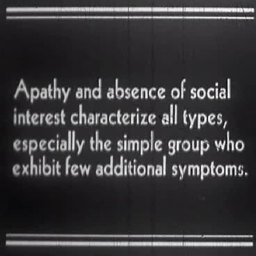 Apathy and absence of social
interest characterize all types,
especially the simple group who
exhibit few additional symptoms.